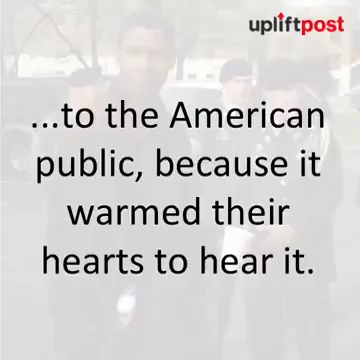 upliftpost
...to the American
public, because it
warmed their
hearts to hear it.